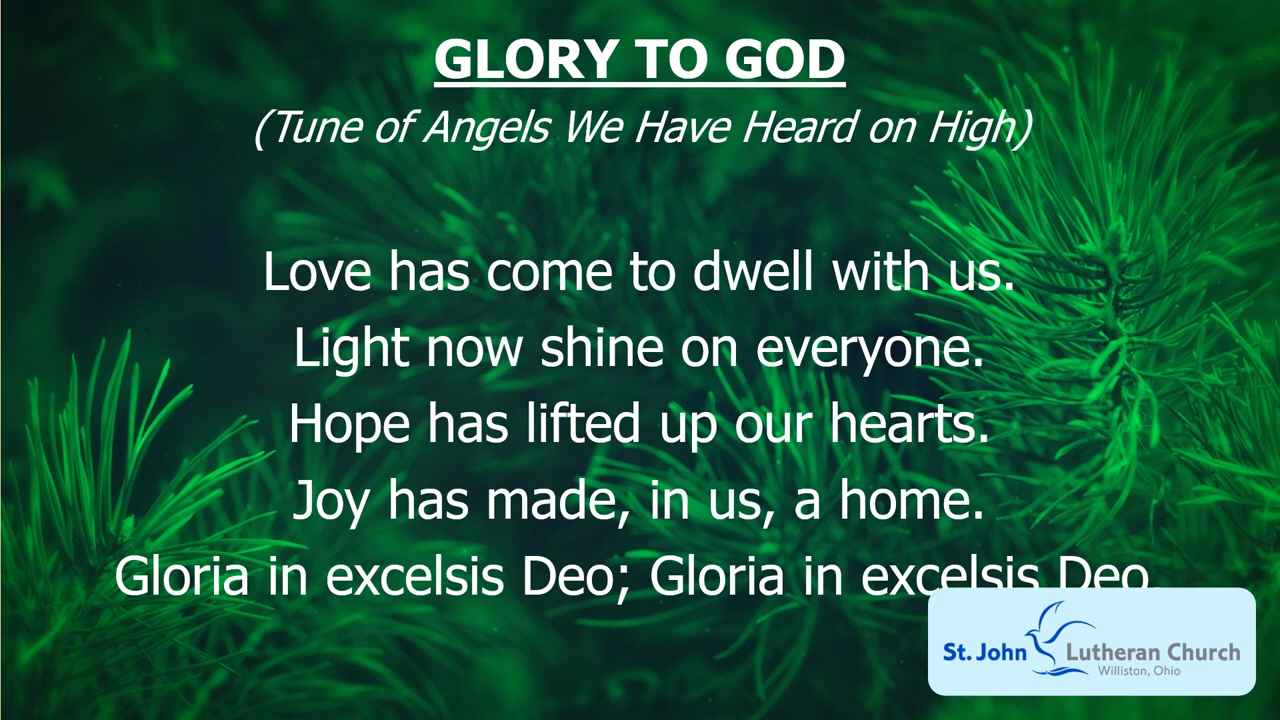 GLORY TO GOD
(Tune of Angels We Have Heard on High)
Love has come to dwell with us.
Light now shine on everyone.
Hope has lifted up our hearts.
Joy has made, in us, a home.
Gloria in excelsis Deo; Gloria in excelsis Deo.
St. John Lutheran Church
Williston, Ohio